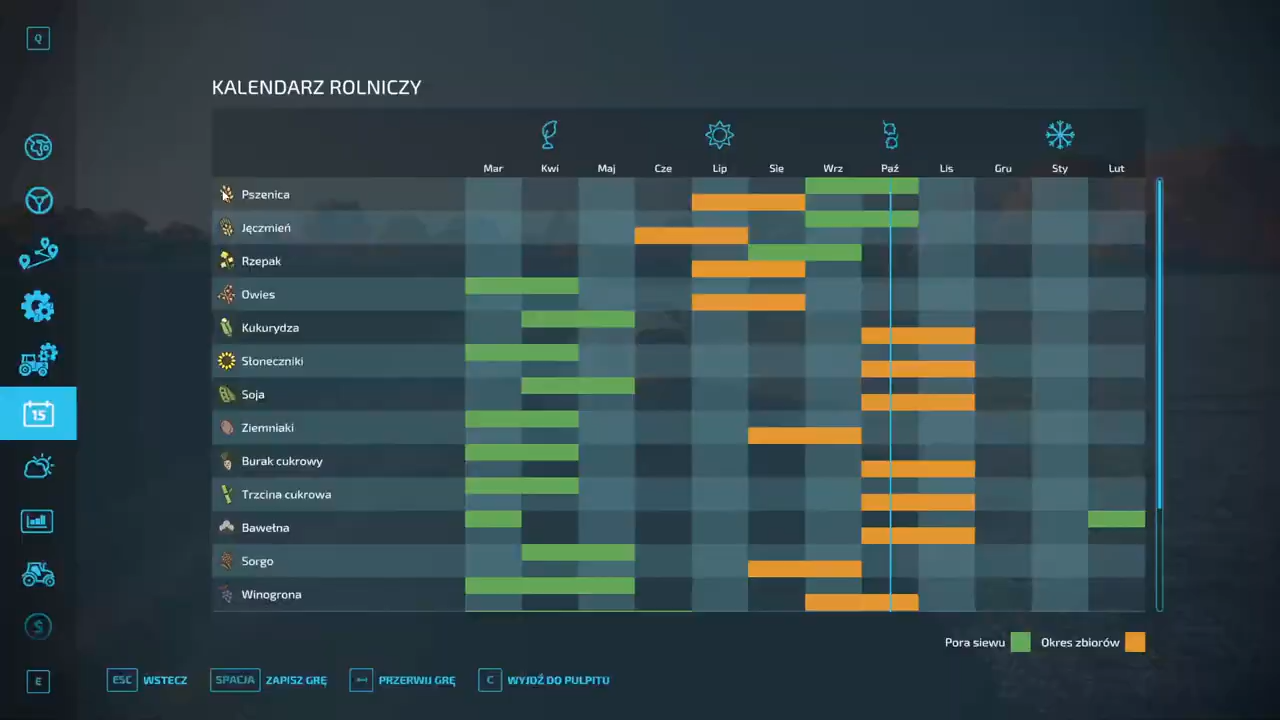 Q
KALENDARZ ROLNICZY
Mar Kwi Maj Cze Lip Sie Wrz Paź Lis Gru Sty Lut
Pszenica
Jęczmień
Rzepak
Owies
Kukurydza
Słoneczniki
Soja
Ziemniaki
Burak cukrowy
Trzcina cukrowa
Bawełna
Sorgo
Winogrona
15
$
Pora siewu Okres zbiorów
E
ESC WSTECZ SPACJA ZAPISZ GRĘ PRZERWIJ GRĘ C WYJDŹ DO PULPITU